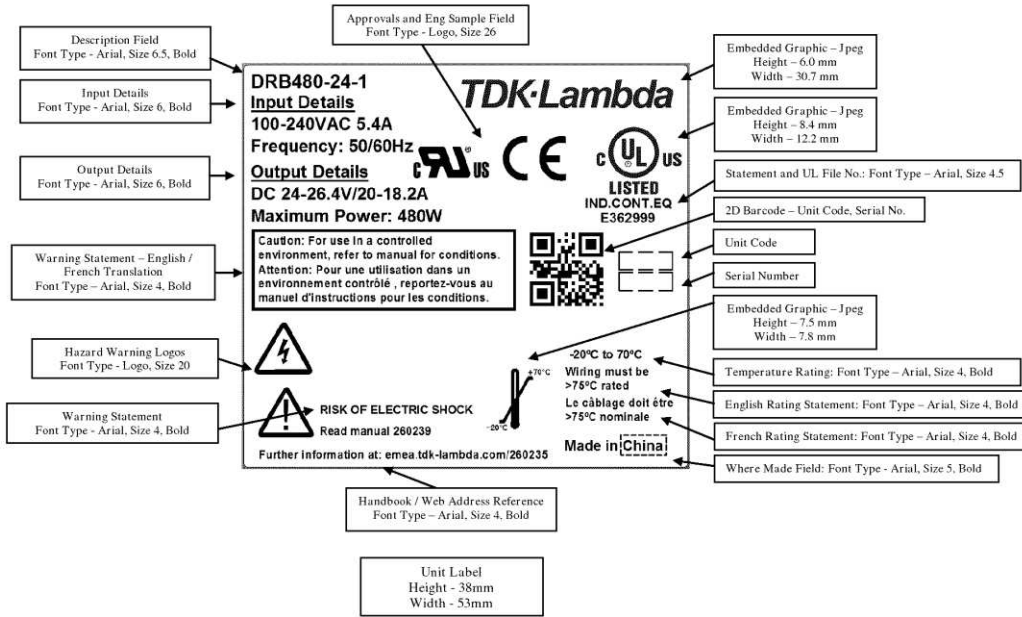 Description Field
Font Type - Arial, Size 6.5, Bold
Input Details
Font Type - Arial, Size 6, Bold
Output Details
Font Type – Arial, Size 6, Bold
Warning Statement – English /
French Translation
Font Type – Arial, Size 4, Bold
Hazard Warning Logos
Font Type - Logo, Size 20
Warning Statement
Font Type - Arial, Size 4, Bold
Approvals and Eng Sample Field
Font Type - Logo, Size 26
DRB480-24-1
Input Details
100-240VAC 5.4A
Frequency: 50/60Hz
Output Details
DC 24-26.4V/20-18.2A
Maximum Power: 480W
TDK·Lambda
c RU ® US
CE
c UL ® US
LISTED
IND.CONT.EQ
E362999
Caution: For use in a controlled
environment, refer to manual for conditions.
Attention: Pour une utilisation dans un
environnement contrôlé , reportez-vous au
manuel d'instructions pour les conditions.
RISK OF ELECTRIC SHOCK
Read manual 260239
Further information at: emea.tdk-lambda.com/260235
+70°C
-20°C
-20ºC to 70ºC
Wiring must be
>75ºC rated
Le câblage doit être
>75ºC nominale
Made in China
Embedded Graphic – Jpeg
Height – 6.0 mm
Width – 30.7 mm
Embedded Graphic – Jpeg
Height – 8.4 mm
Width – 12.2 mm
Statement and UL File No.: Font Type – Arial, Size 4.5
2D Barcode – Unit Code, Serial No.
Unit Code
Serial Number
Embedded Graphic – Jpeg
Height – 7.5 mm
Width – 7.8 mm
Temperature Rating: Font Type – Arial, Size 4, Bold
English Rating Statement: Font Type – Arial, Size 4, Bold
French Rating Statement: Font Type – Arial, Size 4, Bold
Where Made Field: Font Type - Arial, Size 5, Bold
Handbook / Web Address Reference
Font Type – Arial, Size 4, Bold
Unit Label
Height - 38mm
Width - 53mm